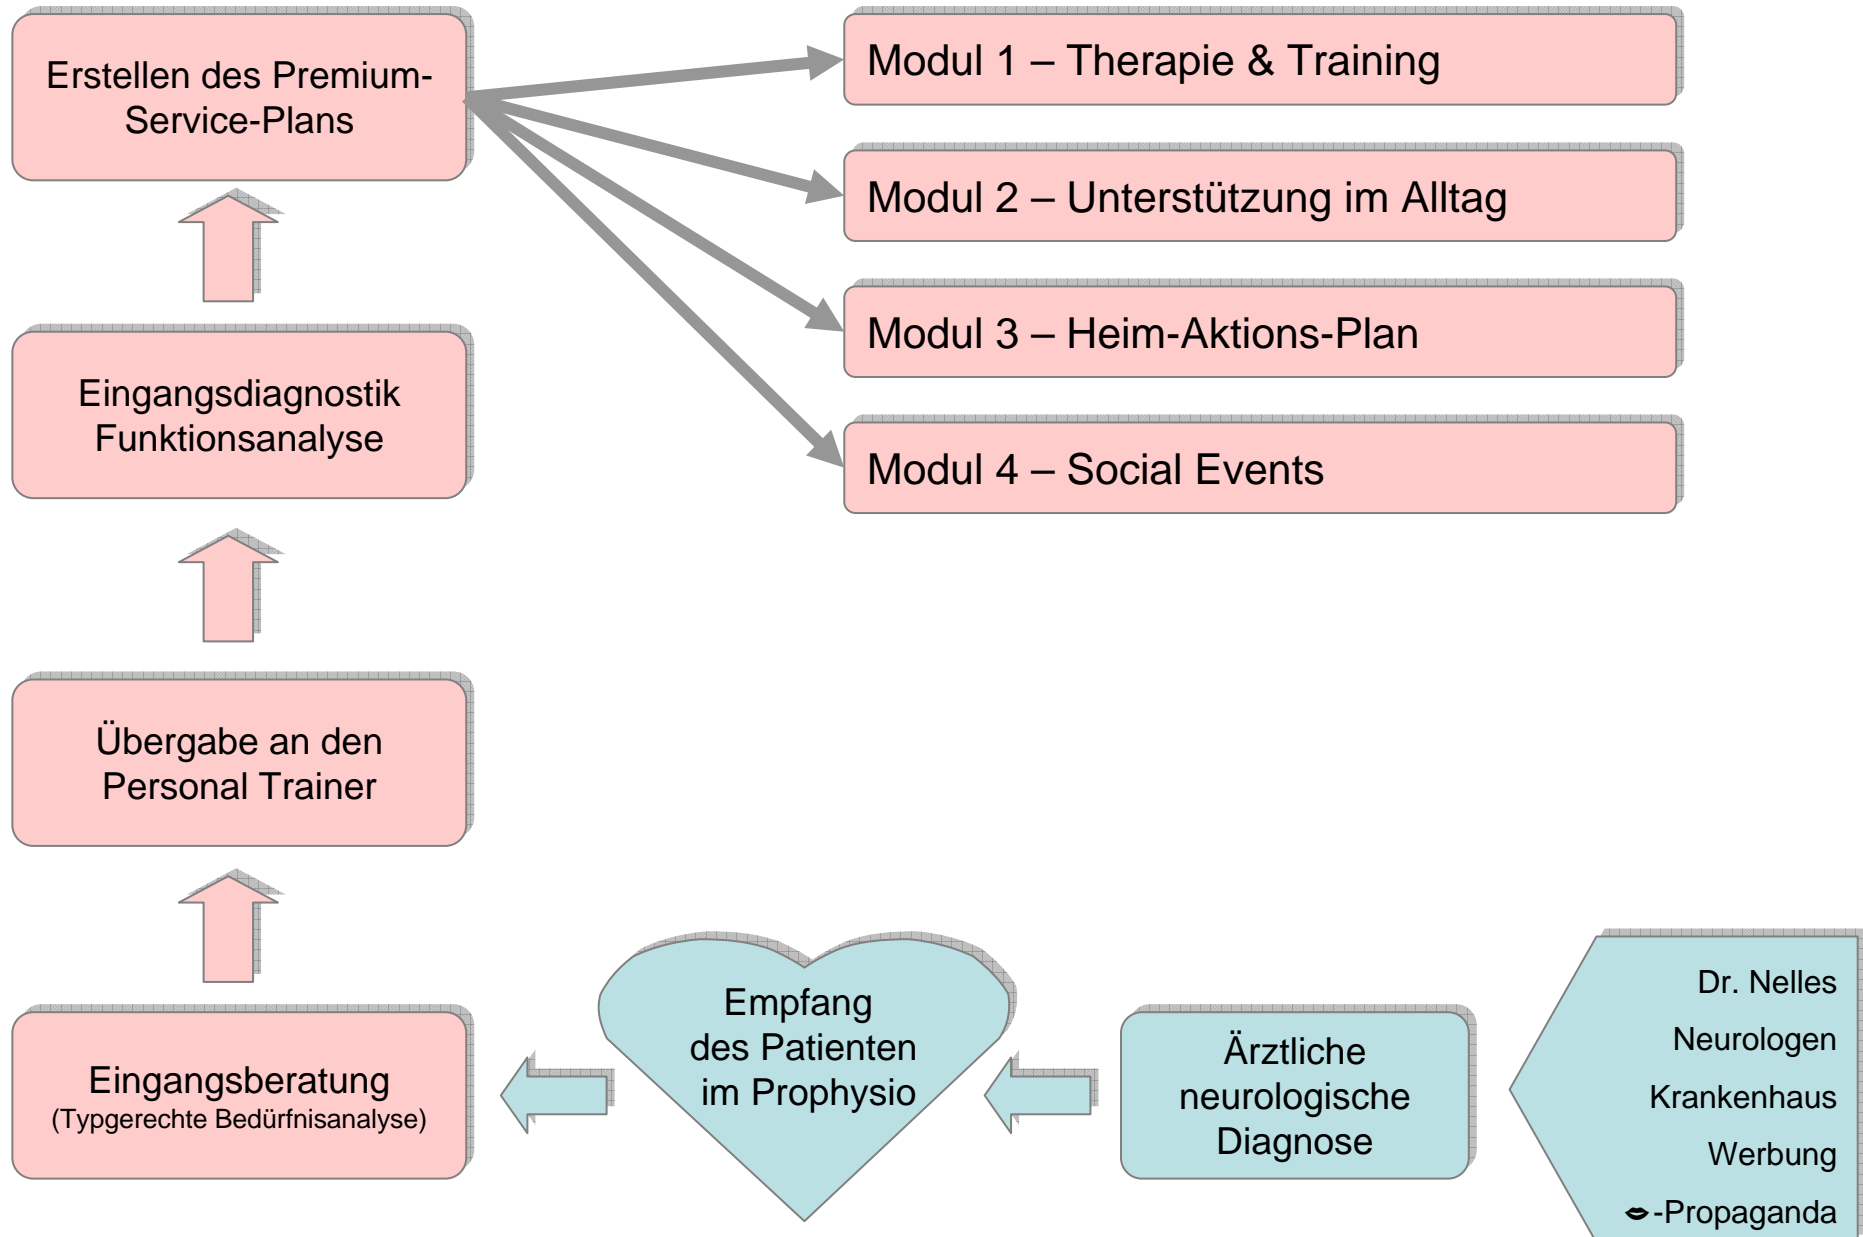 Erstellen des Premium-
Service-Plans
Modul 1 – Therapie & Training
Modul 2 – Unterstützung im Alltag
Modul 3 – Heim-Aktions-Plan
Modul 4 – Social Events
Eingangsdiagnostik
Funktionsanalyse
Übergabe an den
Personal Trainer
Eingangsberatung
(Typgerechte Bedürfnisanalyse)
Empfang
des Patienten
im Prophysio
Ärztliche
neurologische
Diagnose
Dr. Nelles
Neurologen
Krankenhaus
Werbung
-Propaganda